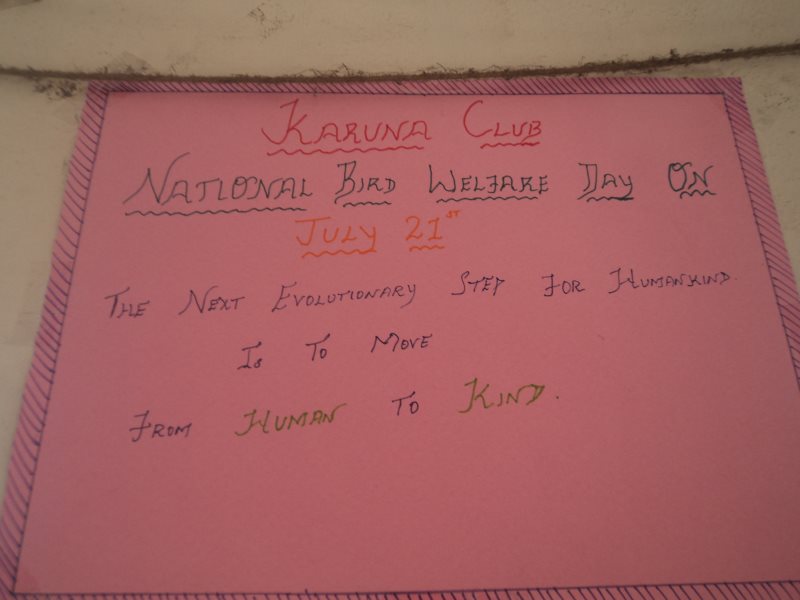 KARUNA CLUB
NATIONAL BIRD WELFARE DAY ON
JULY 21ST
THE NEXT EVOLUTIONARY STEP FOR HUMANKIND.
IS TO MOVE
FROM HUMAN TO KIND.